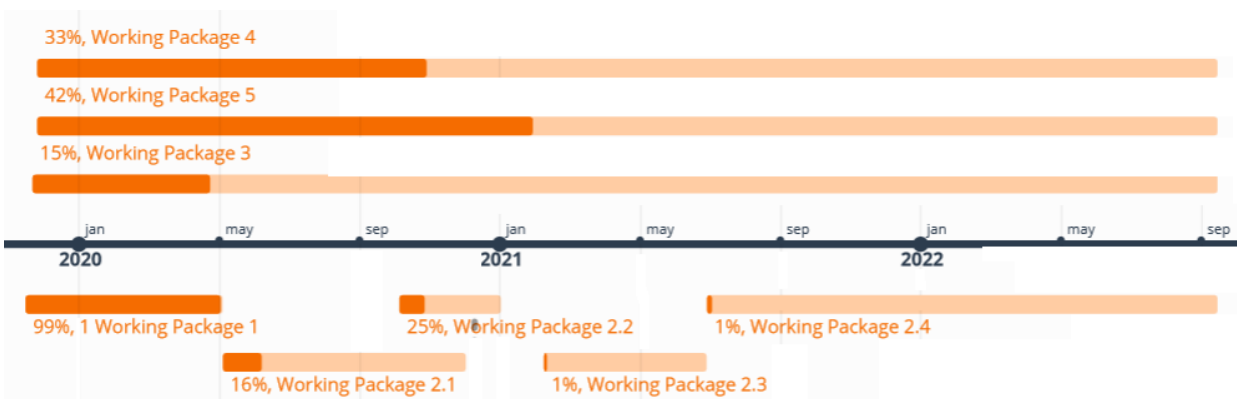 33%, Working Package 4
42%, Working Package 5
15%, Working Package 3
jan may sep jan may sep jan may sep
2020 2021 2022
99%, 1 Working Package 1
25%, Working Package 2.2
1%, Working Package 2.4
16%, Working Package 2.1
1%, Working Package 2.3